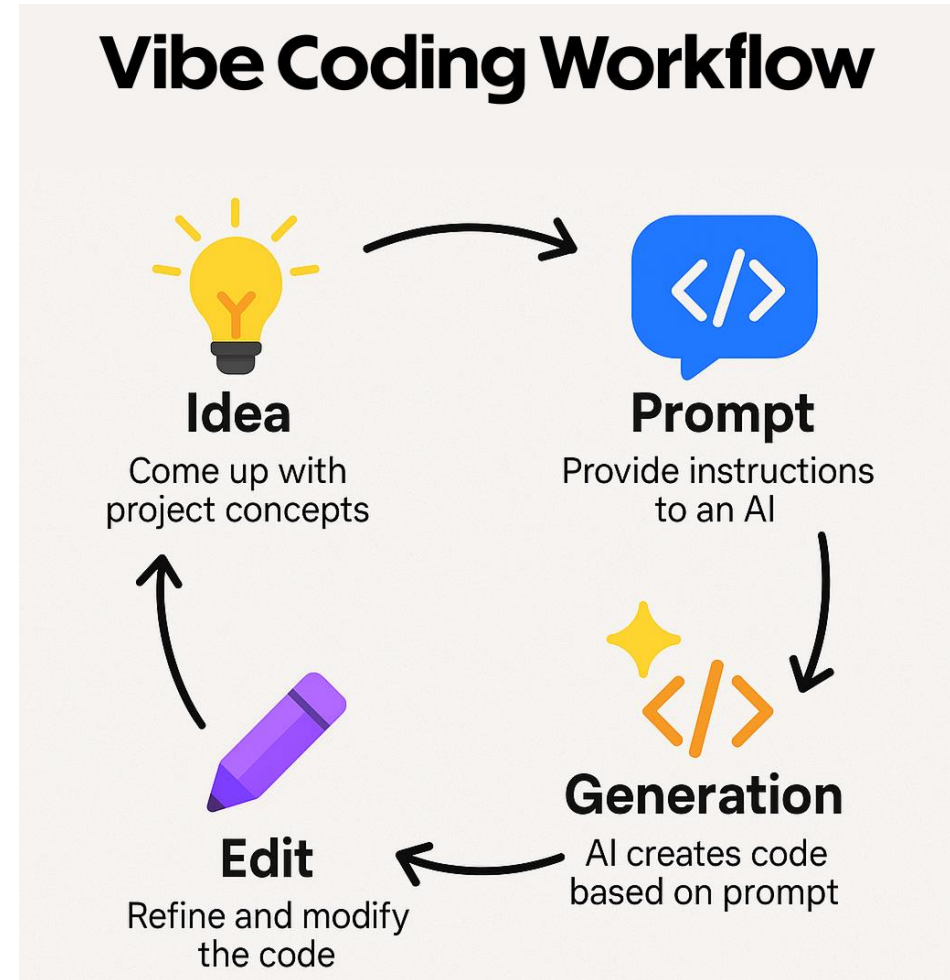 Vibe Coding Workflow
Idea
Come up with
project concepts
Prompt
Provide instructions
to an AI
Generation
AI creates code
based on prompt
Edit
Refine and modify
the code